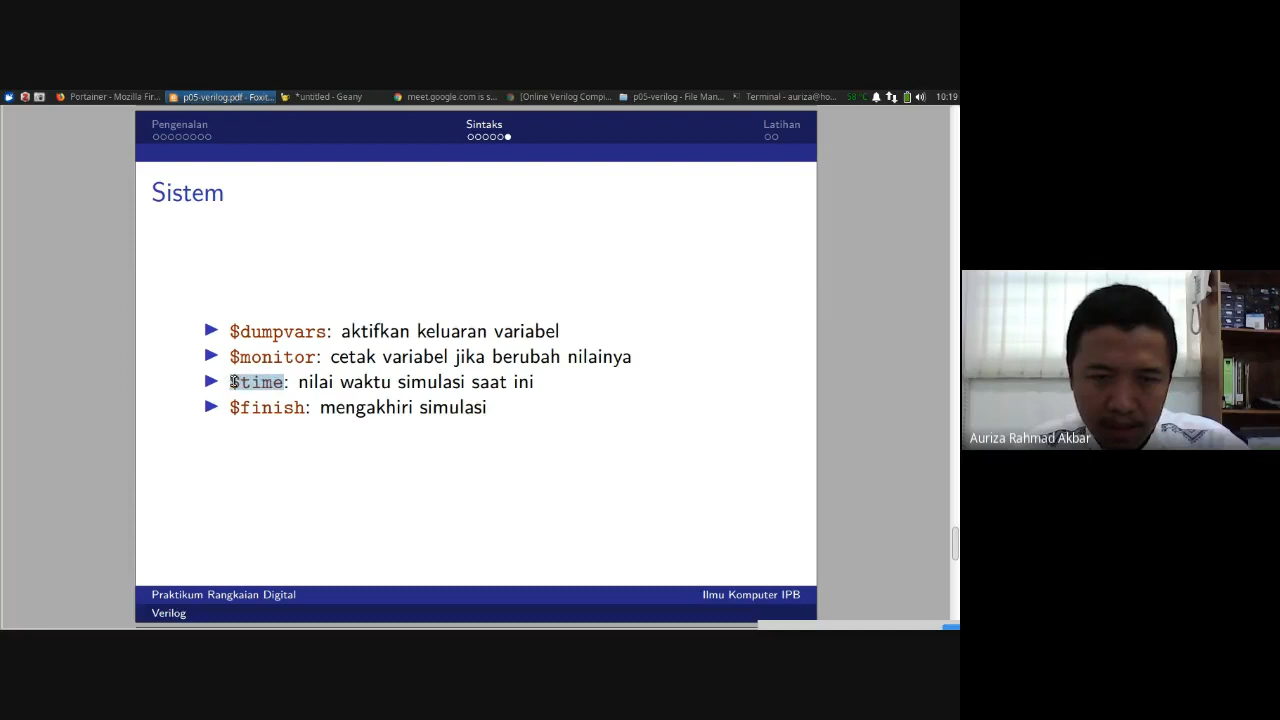 Portainer - Mozilla Fir...
p05-verilog.pdf - Foxit...
*untitled - Geany
meet.google.com is s...
[Online Verilog Compi...
p05-verilog - File Man...
Terminal - auriza@ho...
58°C
10:19
Pengenalan
Sintaks
Latihan
Sistem
$dumpvars: aktifkan keluaran variabel
$monitor: cetak variabel jika berubah nilainya
$time: nilai waktu simulasi saat ini
$finish: mengakhiri simulasi
Praktikum Rangkaian Digital
Ilmu Komputer IPB
Verilog
Auriza Rahmad Akbar